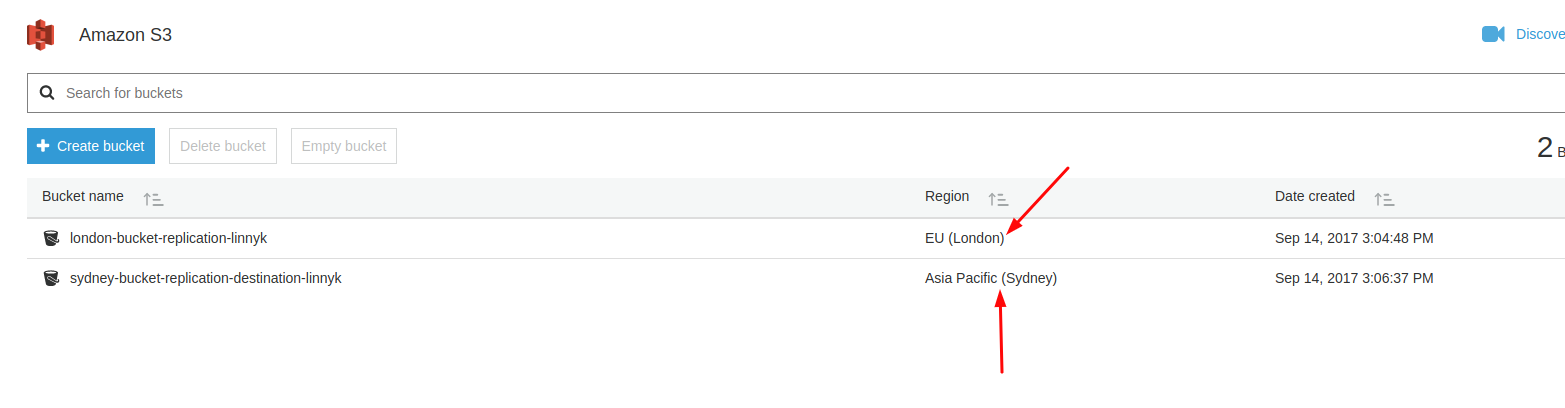 Amazon S3
Discove
Search for buckets
Create bucket Delete bucket Empty bucket 2 B
Bucket name Region Date created
london-bucket-replication-linnyk EU (London) Sep 14, 2017 3:04:48 PM
sydney-bucket-replication-destination-linnyk Asia Pacific (Sydney) Sep 14, 2017 3:06:37 PM